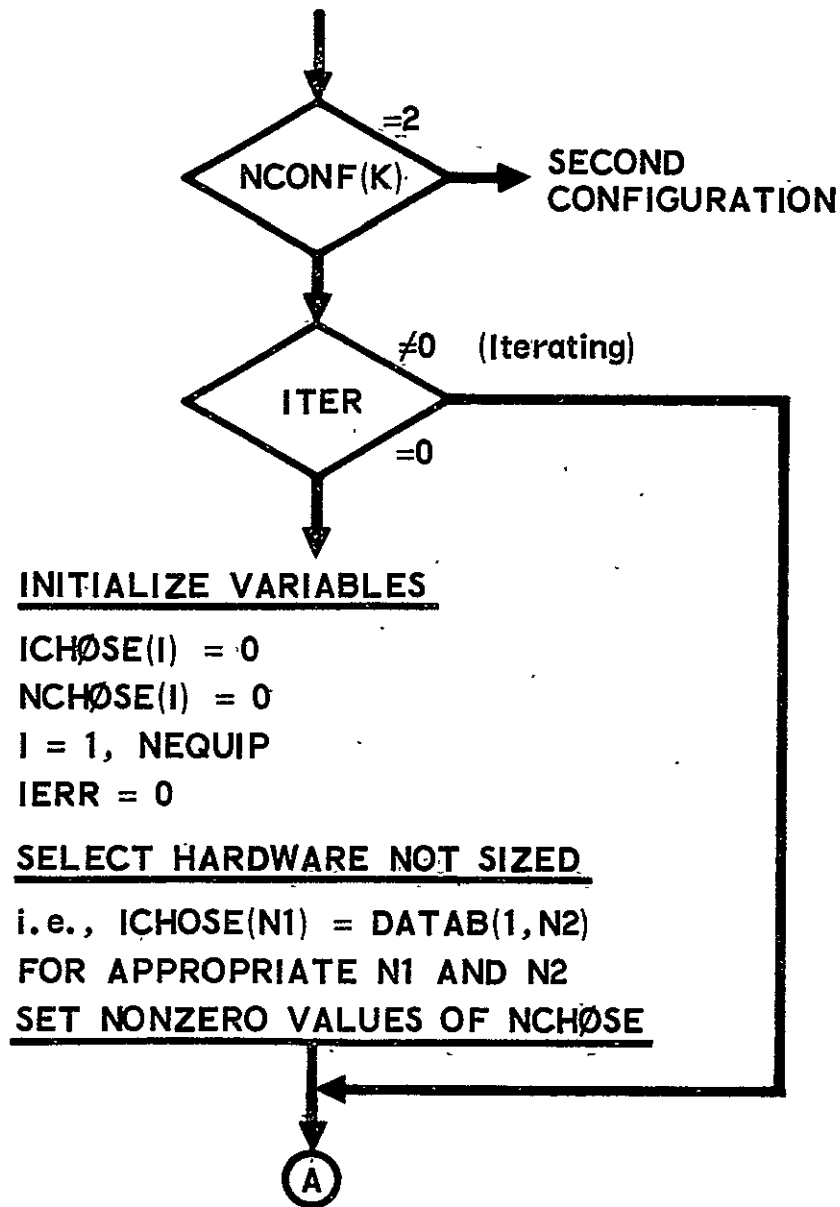 =2
NCONF(K)
SECOND
CONFIGURATION
≠0 (Iterating)
ITER
=0
INITIALIZE VARIABLES
ICHØSE(I) = 0
NCHØSE(I) = 0
I = 1, NEQUIP
IERR = 0
SELECT HARDWARE NOT SIZED
i.e., ICHOSE(N1) = DATAB(1,N2)
FOR APPROPRIATE N1 AND N2
SET NONZERO VALUES OF NCHØSE
A